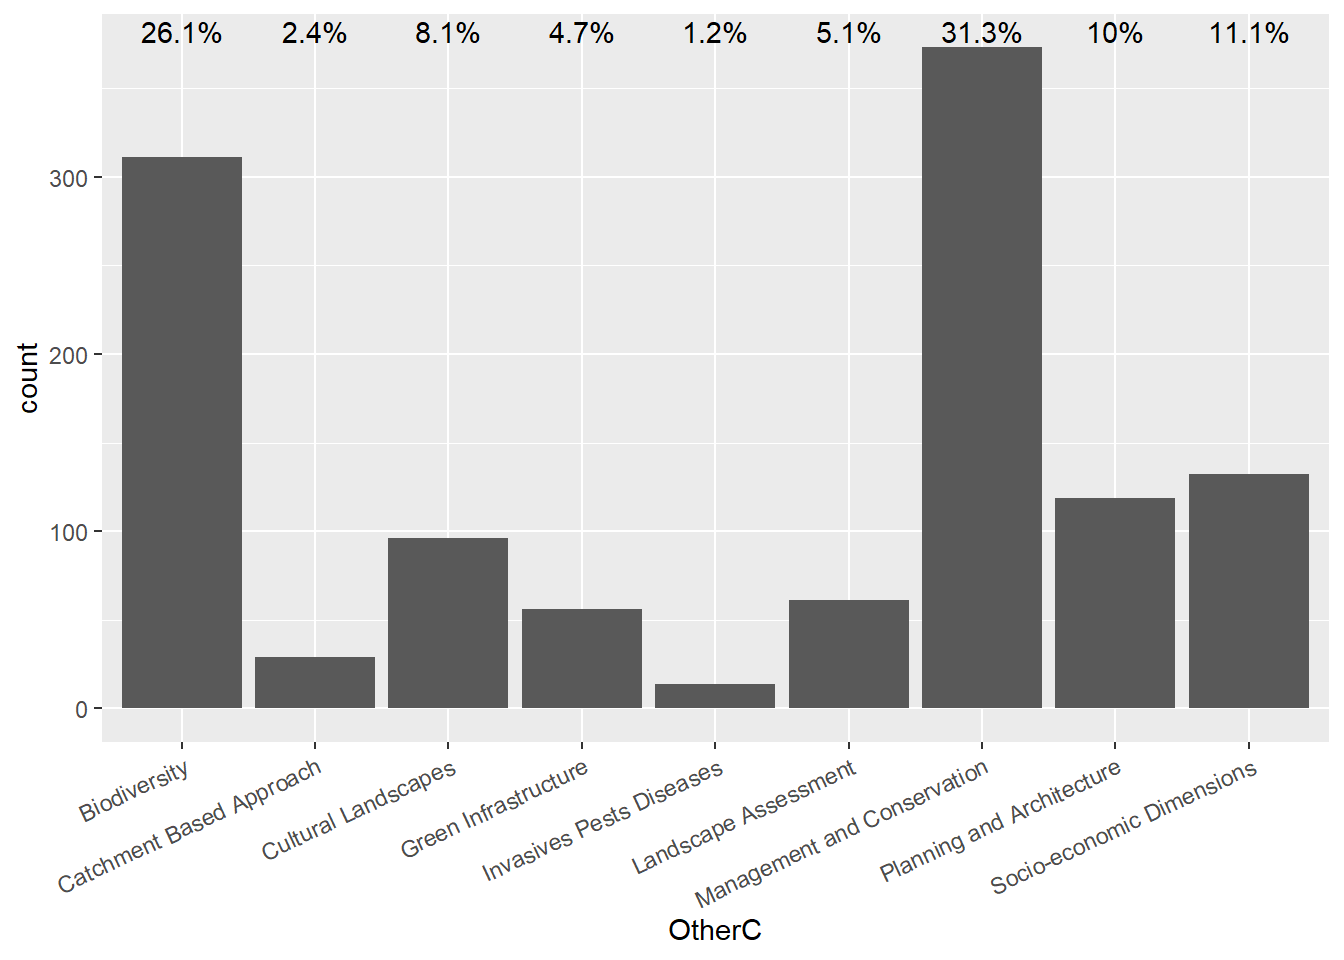 26.1% 2.4% 8.1% 4.7% 1.2% 5.1% 31.3% 10% 11.1%
300
200
100
0
count
Biodiversity
Catchment Based Approach
Cultural Landscapes
Green Infrastructure
Invasives Pests Diseases
Landscape Assessment
Management and Conservation
Planning and Architecture
Socio-economic Dimensions
OtherC